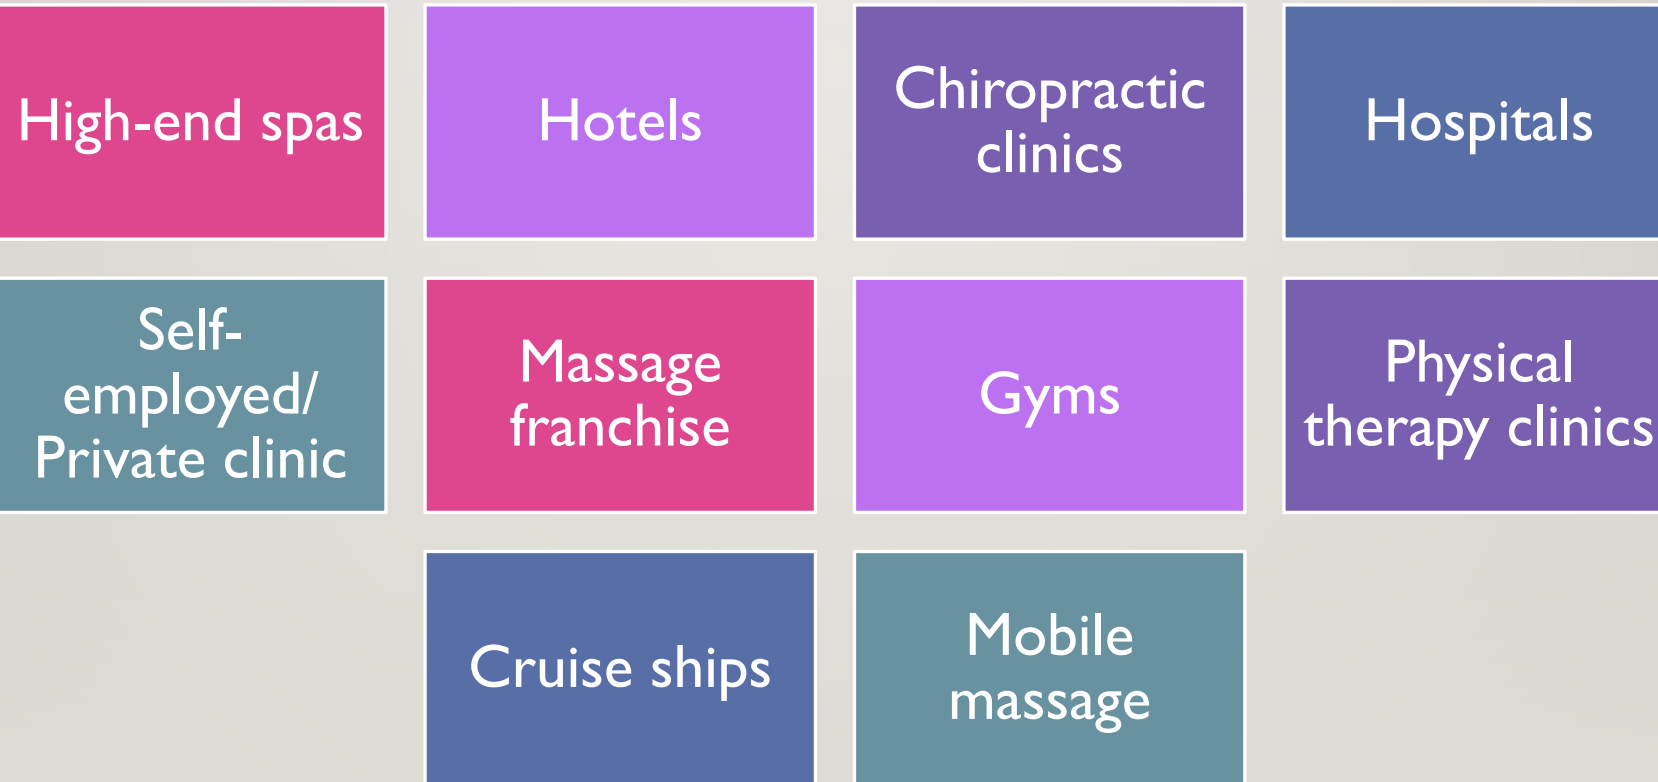 High-end spas
Hotels
Chiropractic
clinics
Hospitals
Self-
employed/
Private clinic
Massage
franchise
Gyms
Physical
therapy clinics
Cruise ships
Mobile
massage